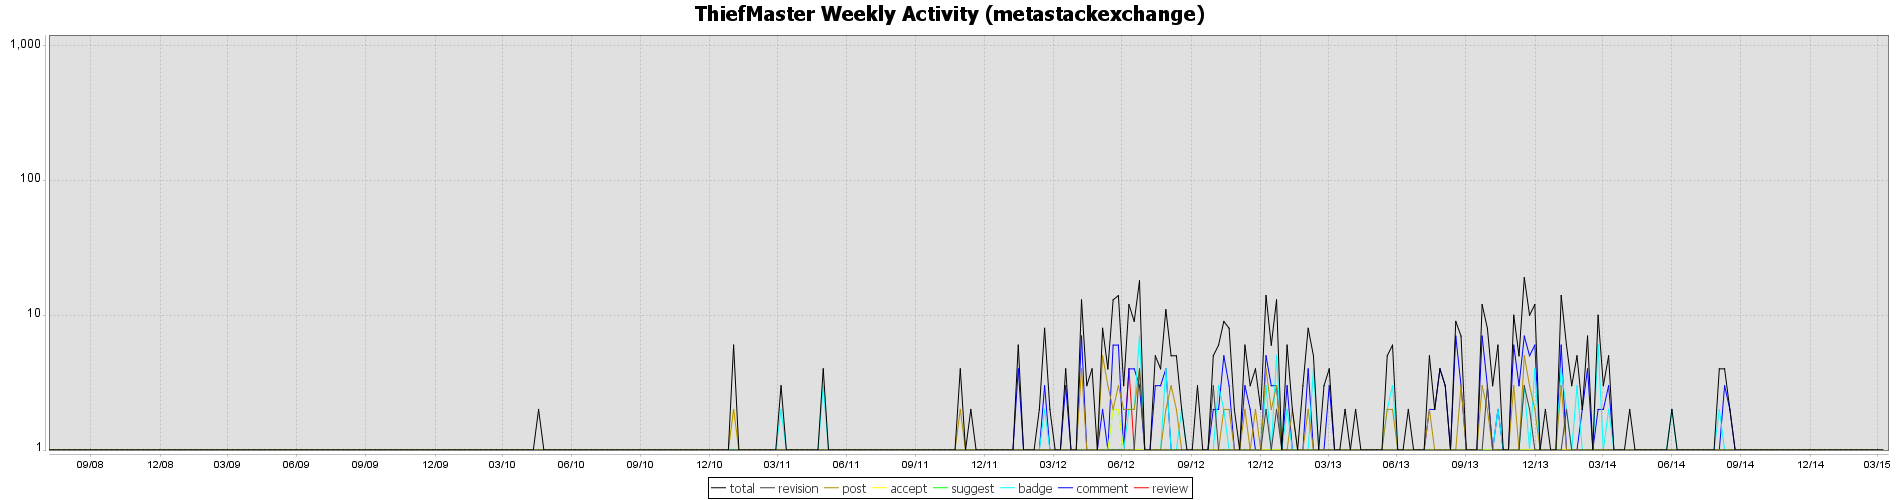 ThiefMaster Weekly Activity (metastackexchange)
1,000
100
10
1
09/08 12/08 03/09 06/09 09/09 12/09 03/10 06/10 09/10 12/10 03/11 06/11 09/11 12/11 03/12 06/12 09/12 12/12 03/13 06/13 09/13 12/13 03/14 06/14 09/14 12/14 03/15
total revision post accept suggest badge comment review